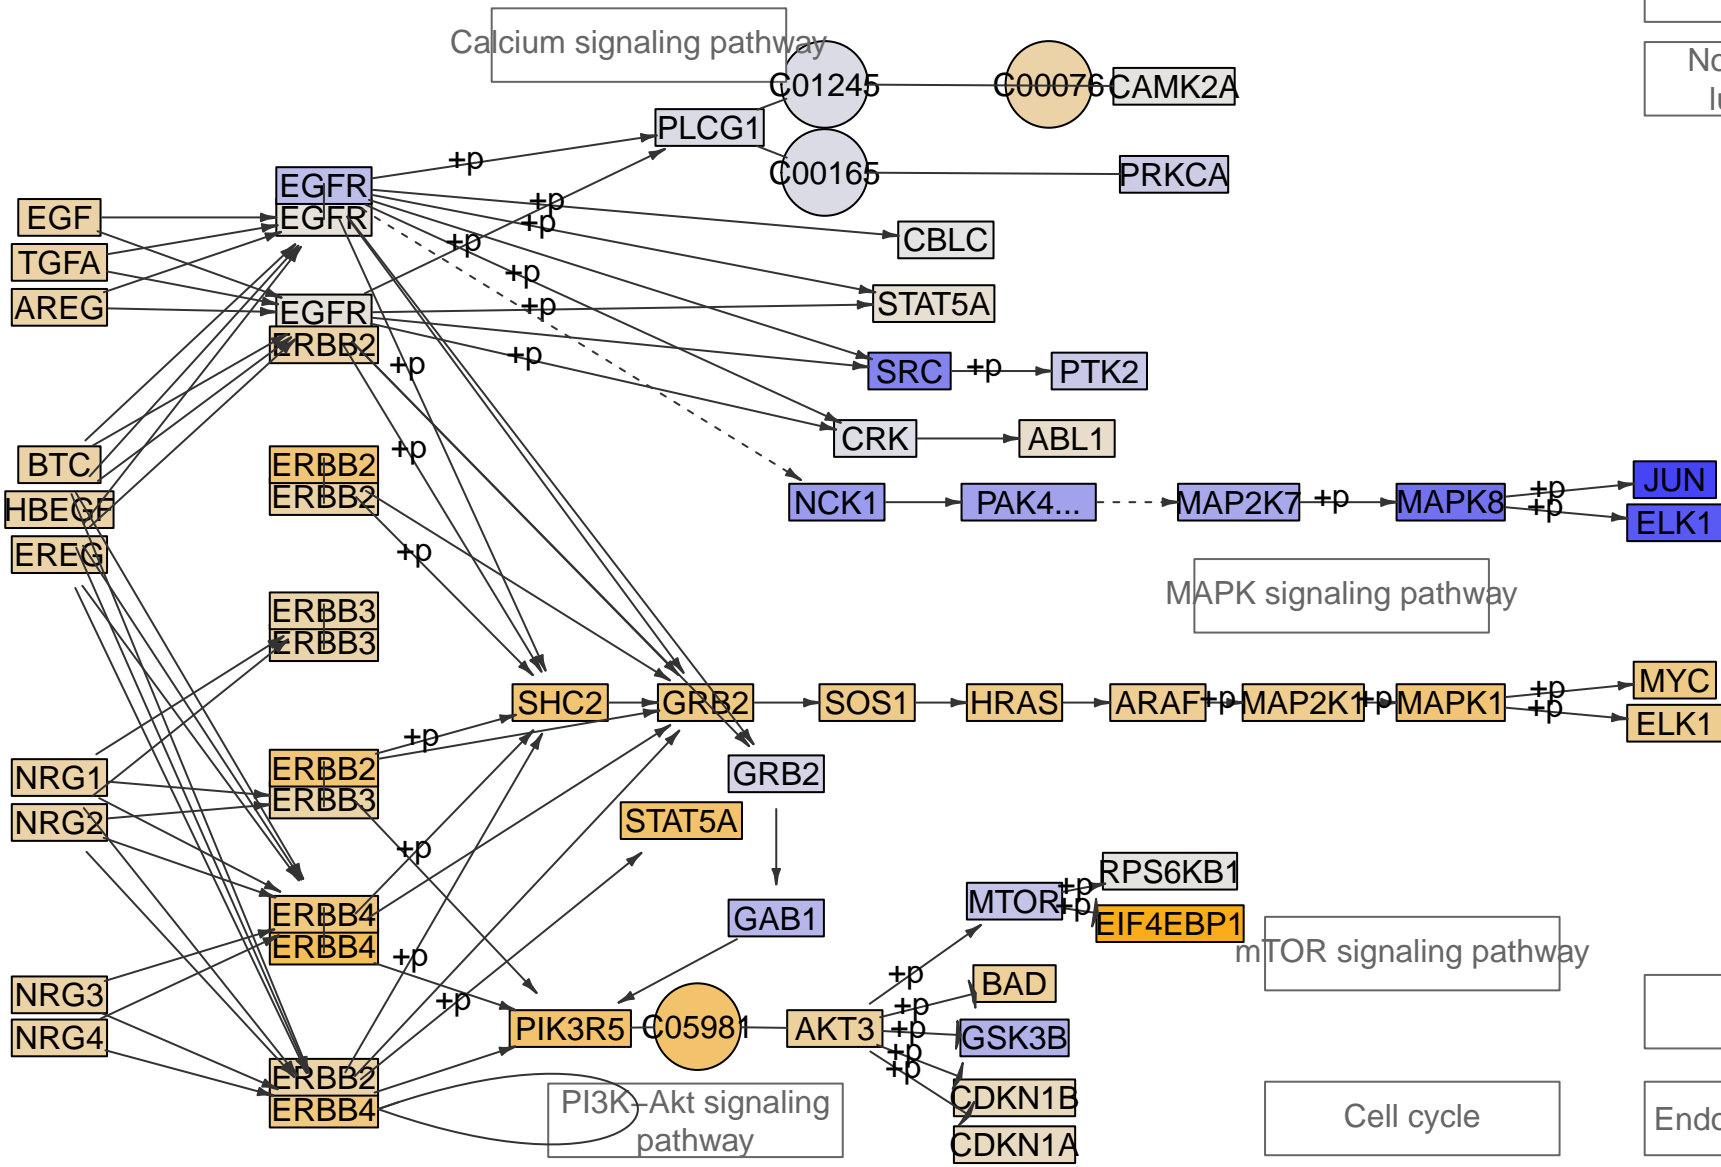 Calcium signaling pathway
C01245
C00076
CAMK2A
PLCG1
C00165
PRKCA
+p
EGFR
EGFR
+p
+p
EGF
CBLC
TGFA
+p
+p
AREG
EGFR
+p
STAT5A
ERBB2
+p
+p
SRC
+p
PTK2
CRK
ABL1
+p
BTC
ERBB2
ERBB2
HBEGF
NCK1
PAK4...
MAP2K7
+p
MAPK8
+p
+p
JUN
ELK1
EREG
+p
MAPK signaling pathway
ERBB3
ERBB3
SHC2
GRB2
SOS1
HRAS
ARAF
+p
MAP2K1
+p
MAPK1
+p
+p
MYC
ELK1
+p
NRG1
ERBB2
ERBB3
GRB2
NRG2
STAT5A
+p
MTOR
+p
+p
RPS6KB1
EIF4EBP1
ERBB4
ERBB4
GAB1
mTOR signaling pathway
+p
+p
BAD
NRG3
+p
+p
NRG4
PIK3R5
C05981
AKT3
+p
GSK3B
+p
+p
ERBB2
ERBB4
PI3K–Akt signaling
pathway
CDKN1B
CDKN1A
Cell cycle